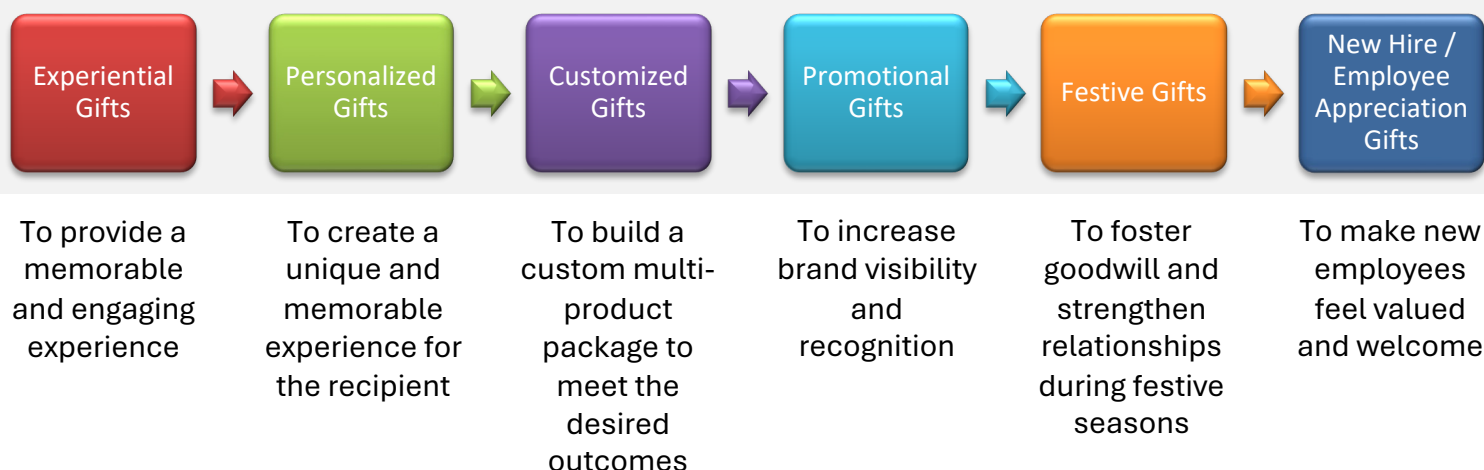 Experiential
Gifts
Personalized
Gifts
Customized
Gifts
Promotional
Gifts
Festive Gifts
New Hire /
Employee
Appreciation
Gifts
To provide a
memorable
and engaging
experience
To create a
unique and
memorable
experience for
the recipient
To build a
custom multi-
product
package to
meet the
desired
outcomes
To increase
brand visibility
and
recognition
To foster
goodwill and
strengthen
relationships
during festive
seasons
To make new
employees
feel valued
and welcome